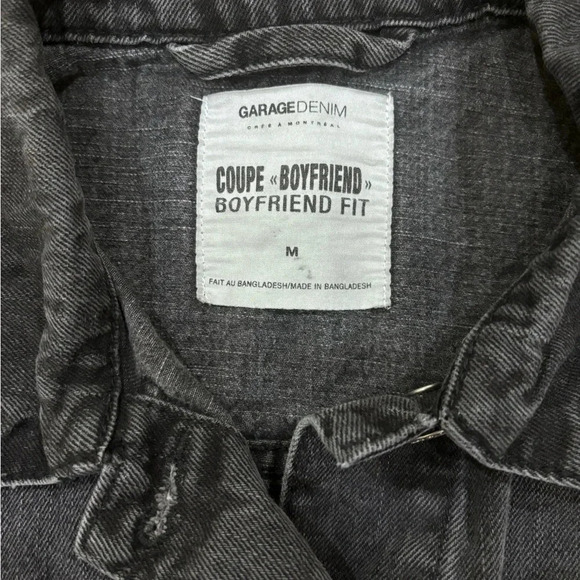 GARAGEDENIM
CRÉÉ À MONTRÉAL
COUPE «BOYFRIEND»
BOYFRIEND FIT
M
FAIT AU BANGLADESH/MADE IN BANGLADESH